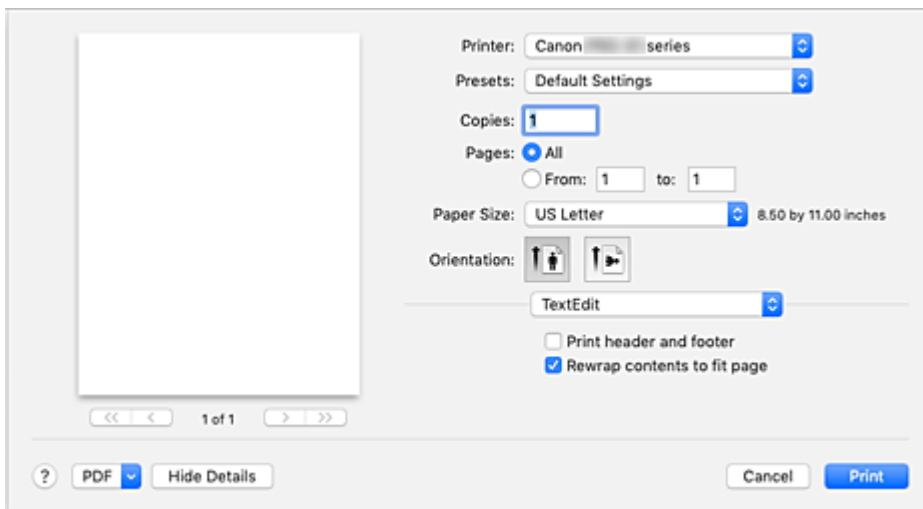 Printer: Canon series
Presets: Default Settings
Copies: 1
Pages: All
From: 1 to: 1
Paper Size: US Letter 8.50 by 11.00 inches
Orientation:
TextEdit
Print header and footer
Rewrap contents to fit page
<< < 1 of 1 > >>
? PDF Hide Details Cancel Print